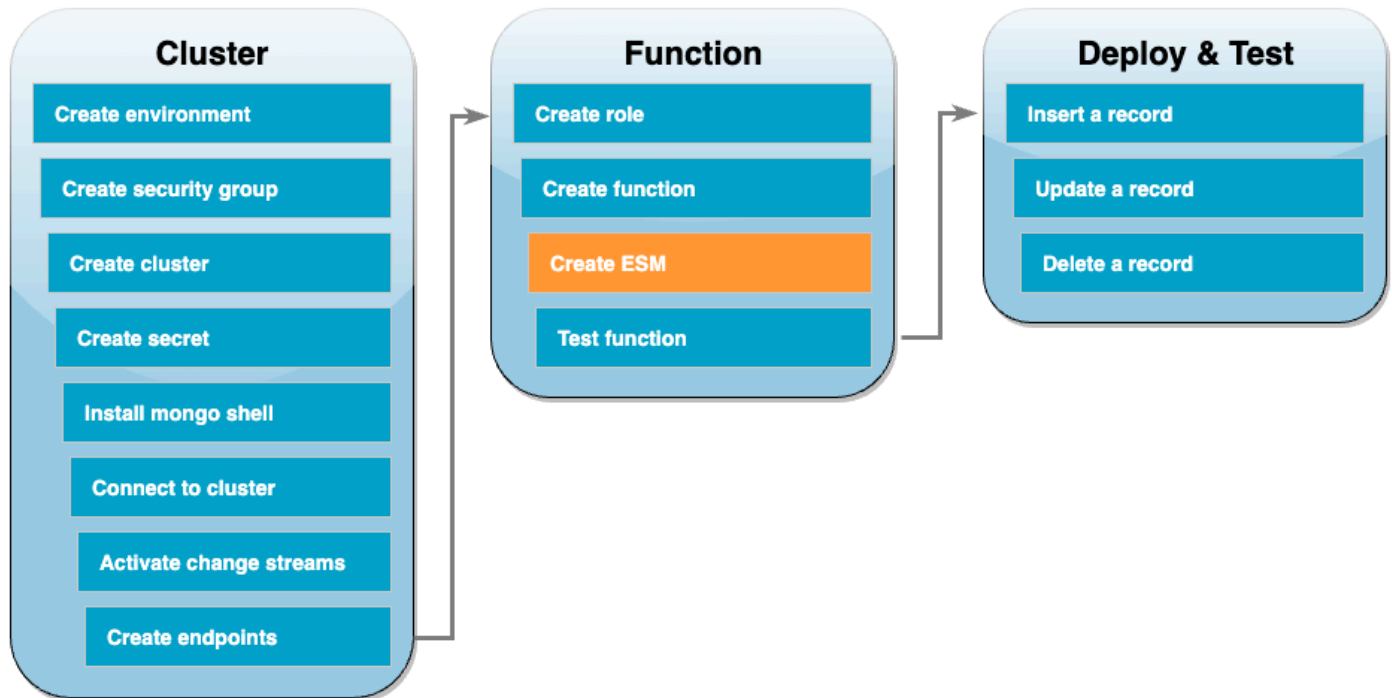 Cluster
Create environment
Create security group
Create cluster
Create secret
Install mongo shell
Connect to cluster
Activate change streams
Create endpoints
Function
Create role
Create function
Create ESM
Test function
Deploy & Test
Insert a record
Update a record
Delete a record